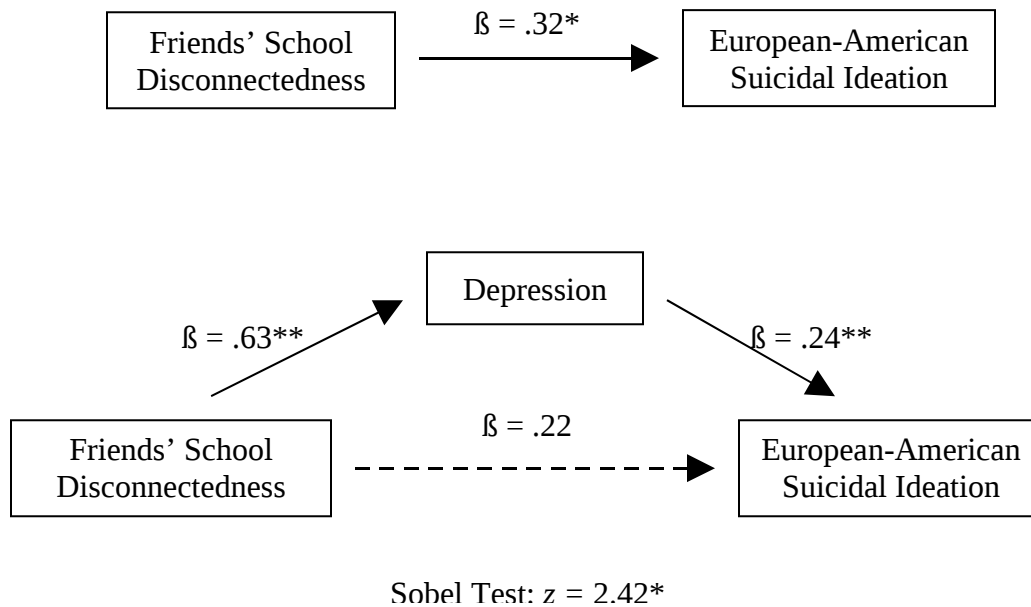 ß = .32*
Friends’ School
Disconnectedness
European-American
Suicidal Ideation
Depression
ß = .63**
ß = .24**
ß = .22
Friends’ School
Disconnectedness
European-American
Suicidal Ideation
Sobel Test: z = 2.42*